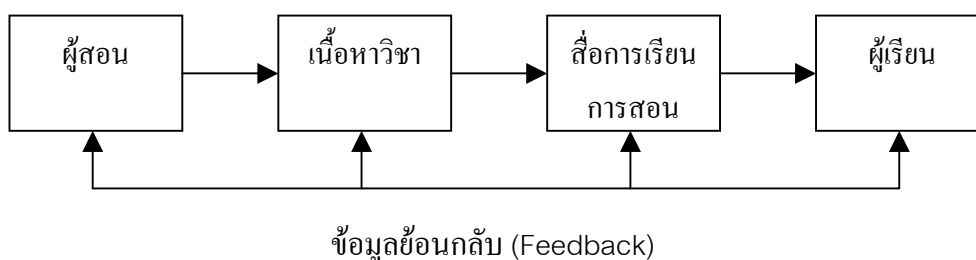 ผู้สอน
เนื้อหาวิชา
สื่อการเรียน
การสอน
ผู้เรียน
ข้อมูลย้อนกลับ (Feedback)